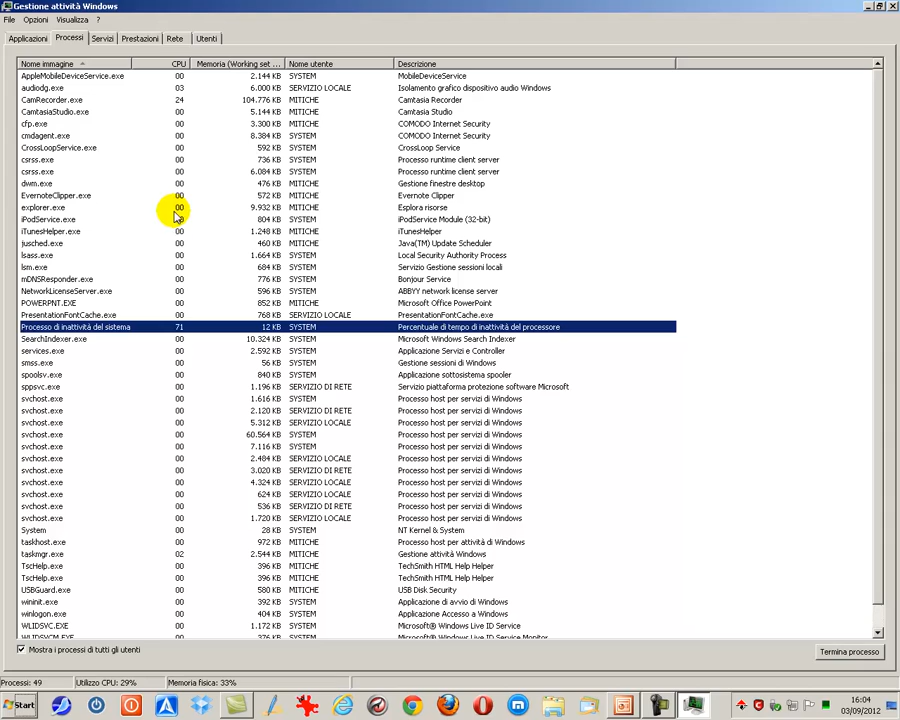 Gestione attività Windows
File Opzioni Visualizza ?
Applicazioni Processi Servizi Prestazioni Rete Utenti
Nome immagine CPU Memoria (Working set ... Nome utente Descrizione
AppleMobileDeviceService.exe 00 2.144 KB SYSTEM MobileDeviceService
audiodg.exe 03 6.000 KB SERVIZIO LOCALE Isolamento grafico dispositivo audio Windows
CamRecorder.exe 24 104.776 KB MITICHE Camtasia Recorder
CamtasiaStudio.exe 00 5.144 KB MITICHE Camtasia Studio
cfp.exe 00 3.300 KB MITICHE COMODO Internet Security
cmdagent.exe 00 8.384 KB SYSTEM COMODO Internet Security
CrossLoopService.exe 00 592 KB SYSTEM CrossLoop Service
csrss.exe 00 736 KB SYSTEM Processo runtime client server
csrss.exe 00 6.084 KB SYSTEM Processo runtime client server
dwm.exe 00 476 KB MITICHE Gestione finestre desktop
EvernoteClipper.exe 00 572 KB MITICHE Evernote Clipper
explorer.exe 00 9.932 KB MITICHE Esplora risorse
iPodService.exe 804 KB SYSTEM iPodService Module (32-bit)
iTunesHelper.exe 00 1.248 KB MITICHE iTunesHelper
jusched.exe 00 460 KB MITICHE Java(TM) Update Scheduler
lsass.exe 00 1.664 KB SYSTEM Local Security Authority Process
lsm.exe 00 684 KB SYSTEM Servizio Gestione sessioni locali
mDNSResponder.exe 00 776 KB SYSTEM Bonjour Service
NetworkLicenseServer.exe 00 596 KB SYSTEM ABBYY network license server
POWERPNT.EXE 00 852 KB MITICHE Microsoft Office PowerPoint
PresentationFontCache.exe 00 768 KB SERVIZIO LOCALE PresentationFontCache.exe
Processo di inattività del sistema 71 12 KB SYSTEM Percentuale di tempo di inattività del processore
SearchIndexer.exe 00 10.324 KB SYSTEM Microsoft Windows Search Indexer
services.exe 00 2.592 KB SYSTEM Applicazione Servizi e Controller
smss.exe 00 56 KB SYSTEM Gestione sessioni di Windows
spoolsv.exe 00 840 KB SYSTEM Applicazione sottosistema spooler
sppsvc.exe 00 1.196 KB SERVIZIO DI RETE Servizio piattaforma protezione software Microsoft
svchost.exe 00 1.616 KB SYSTEM Processo host per servizi di Windows
svchost.exe 00 2.120 KB SERVIZIO DI RETE Processo host per servizi di Windows
svchost.exe 00 5.312 KB SERVIZIO LOCALE Processo host per servizi di Windows
svchost.exe 00 60.564 KB SYSTEM Processo host per servizi di Windows
svchost.exe 00 7.116 KB SYSTEM Processo host per servizi di Windows
svchost.exe 00 2.484 KB SERVIZIO LOCALE Processo host per servizi di Windows
svchost.exe 00 3.020 KB SERVIZIO DI RETE Processo host per servizi di Windows
svchost.exe 00 4.324 KB SERVIZIO LOCALE Processo host per servizi di Windows
svchost.exe 00 624 KB SERVIZIO LOCALE Processo host per servizi di Windows
svchost.exe 00 536 KB SERVIZIO DI RETE Processo host per servizi di Windows
svchost.exe 00 1.720 KB SERVIZIO LOCALE Processo host per servizi di Windows
System 00 28 KB SYSTEM NT Kernel & System
taskhost.exe 00 972 KB MITICHE Processo host per attività di Windows
taskmgr.exe 02 2.544 KB MITICHE Gestione attività Windows
TscHelp.exe 00 396 KB MITICHE TechSmith HTML Help Helper
TscHelp.exe 00 396 KB MITICHE TechSmith HTML Help Helper
USBGuard.exe 00 580 KB MITICHE USB Disk Security
wininit.exe 00 392 KB SYSTEM Applicazione di avvio di Windows
winlogon.exe 00 404 KB SYSTEM Applicazione Accesso a Windows
WLIDSVC.EXE 00 1.172 KB SYSTEM Microsoft® Windows Live ID Service
WLIDSVCM.EXE 00 376 KB SYSTEM Microsoft® Windows Live ID Service Monitor
Mostra i processi di tutti gli utenti
Termina processo
Processi: 49 Utilizzo CPU: 29% Memoria fisica: 33%
Start
16:04
03/09/2012